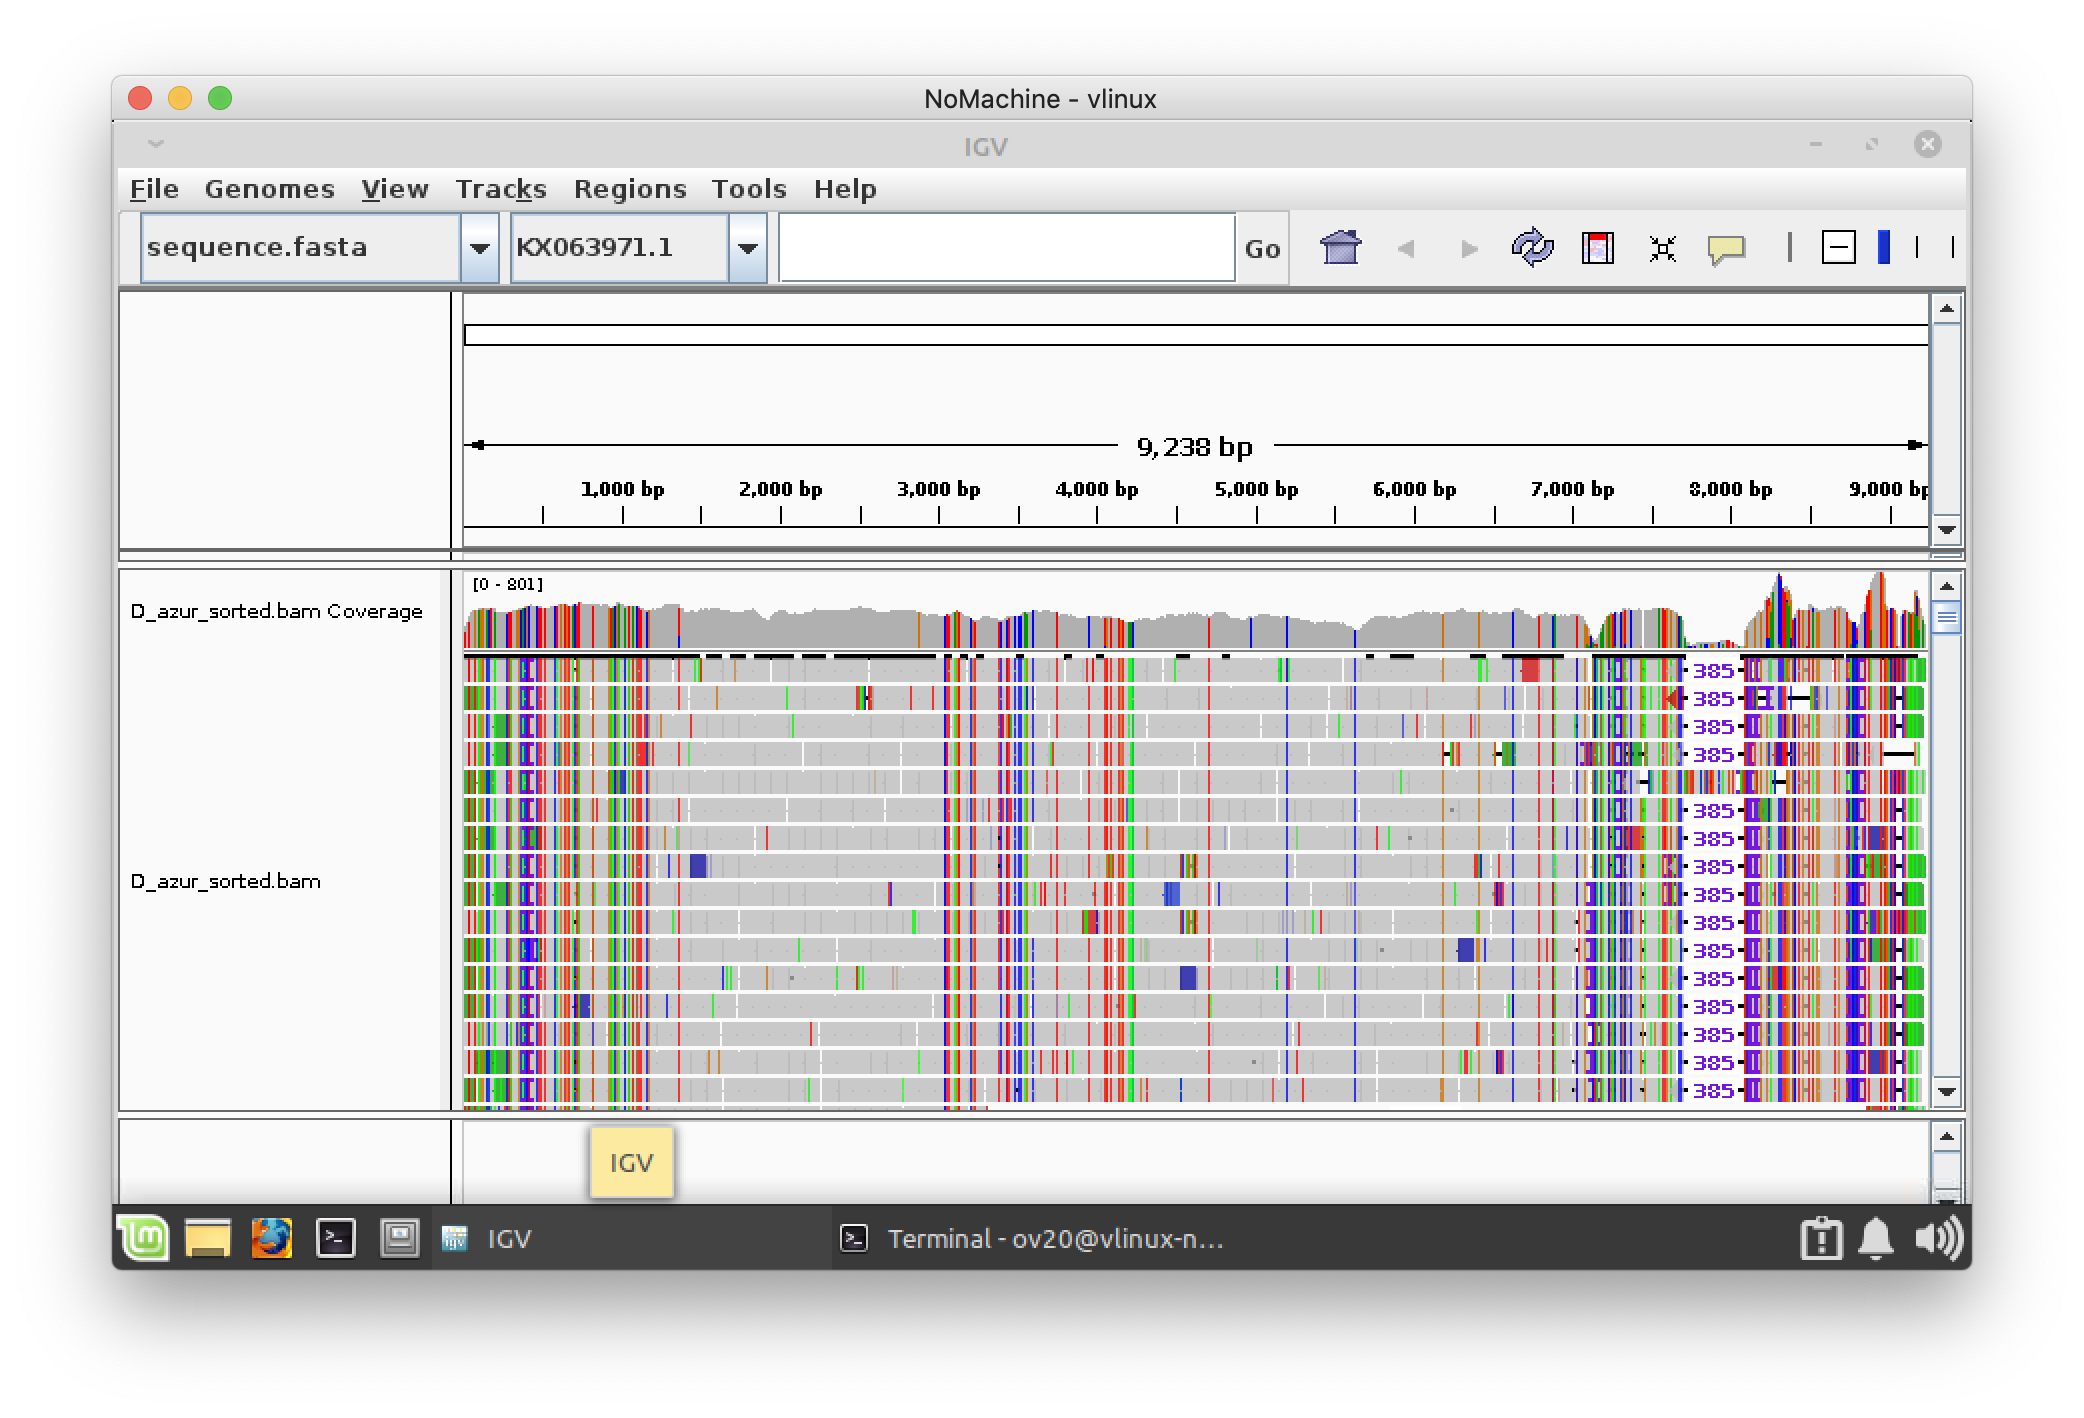 NoMachine - vlinux
IGV
File Genomes View Tracks Regions Tools Help
sequence.fasta KX063971.1 Go
9,238 bp
1,000 bp 2,000 bp 3,000 bp 4,000 bp 5,000 bp 6,000 bp 7,000 bp 8,000 bp 9,000 bp
[0 - 801]
D_azur_sorted.bam Coverage
385
385
385
385
385
385
385
D_azur_sorted.bam
385
385
385
385
385
385
385
385
IGV
IGV Terminal - ov20@vlinux-n...